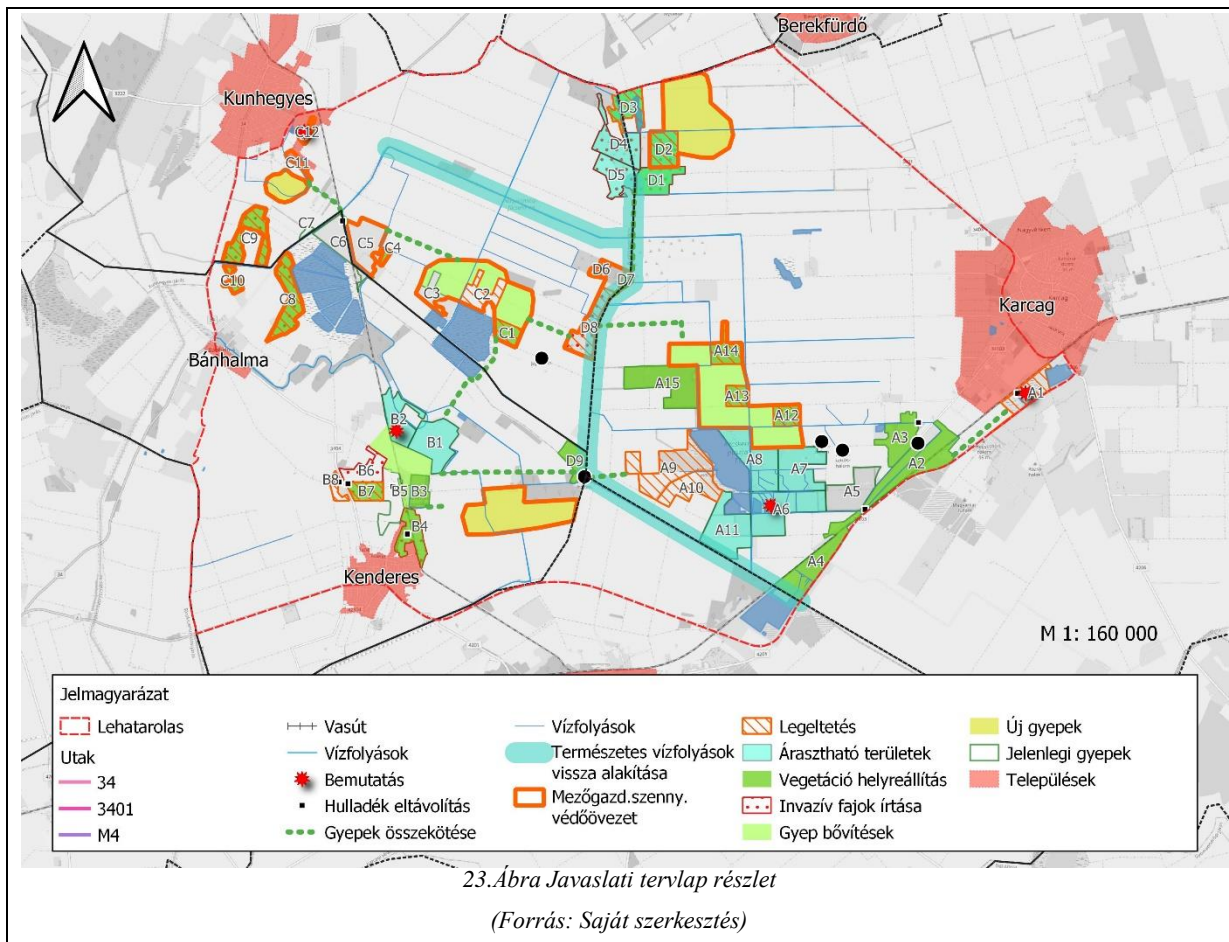 Berekfürdő
Kunhegyes
C12
C11
D3
D4
D2
D5
D1
C7
C9
C6
C5
C4
C10
C8
C3
C2
D6
D7
Karcag
C1
D8
Bánhalma
A14
A15
A13
A1
A12
B2
B1
A3
A8
A7
A2
D9
A9
B6
B8
B7
B5
B3
A10
A5
A6
B4
A11
A4
Kenderes
M 1: 160 000
Jelmagyarázat
Lehatarolas
Utak
34
3401
M4
Vasút
Vízfolyások
Bemutatás
Hulladék eltávolítás
Gyepek összekötése
Vízfolyások
Természetes vízfolyások
vissza alakítása
Mezőgazd.szenny.
védőövezet
Legeltetés
Árasztható területek
Vegetáció helyreállítás
Invazív fajok írtása
Gyep bővítések
Új gyepek
Jelenlegi gyepek
Települések
23.Ábra Javaslati tervlap részlet
(Forrás: Saját szerkesztés)